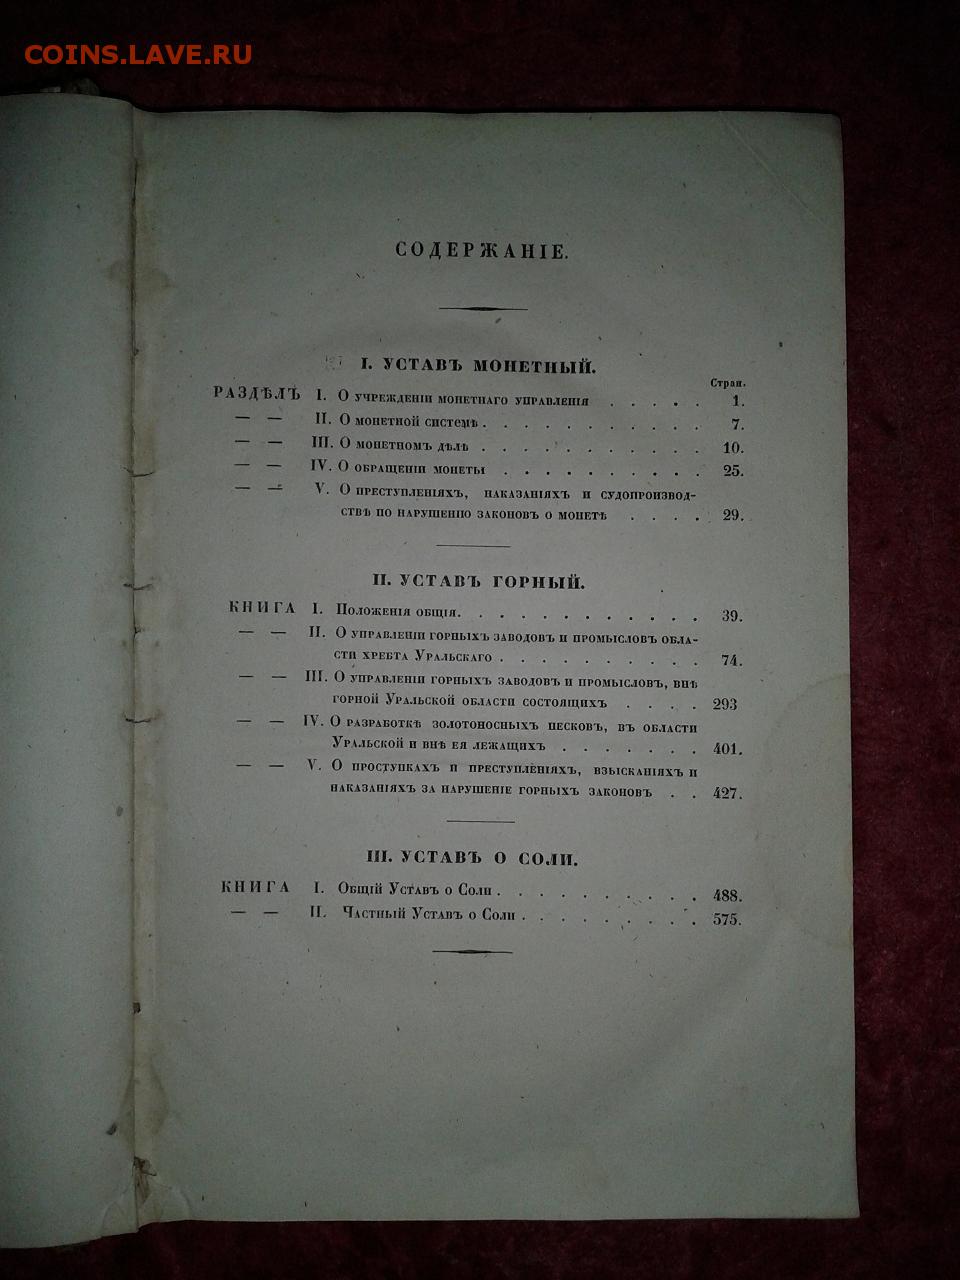 COINS.LAVE.RU
СОДЕРЖАНІЕ.
I. УСТАВЪ МОНЕТНЫЙ.
Стран.
РАЗДѢЛЪ I. О учрежденіи монетнаго управленія . . . . . 1.
— — II. О монетной системѣ . . . . . . . . . . 7.
— — III. О монетномъ дѣлѣ . . . . . . . . . . 10.
— — IV. О обращеніи монеты . . . . . . . . . 25.
— — V. О преступленіяхъ, наказаніяхъ и судопроизвод-
ствѣ по нарушенію законовъ о монетѣ . . . . 29.
II. УСТАВЪ ГОРНЫЙ.
КНИГА I. Положенія общія. . . . . . . . . . . 39.
— — II. О управленіи горныхъ заводовъ и промысловъ обла-
сти хребта Уральскаго . . . . . . . . . . 74.
— — III. О управленіи горныхъ заводовъ и промысловъ, внѣ
горной Уральской области состоящихъ . . . . 293
— — IV. О разработкѣ золотоносныхъ песковъ, въ области
Уральской и внѣ ея лежащихъ . . . . . . . 401.
— — V. О проступкахъ и преступленіяхъ, взысканіяхъ и
наказаніяхъ за нарушеніе горныхъ законовъ . . 427.
III. УСТАВЪ О СОЛИ.
КНИГА I. Общій Уставъ о Соли . . . . . . . . . . 488.
— — II. Частный Уставъ о Соли . . . . . . . . . 575.